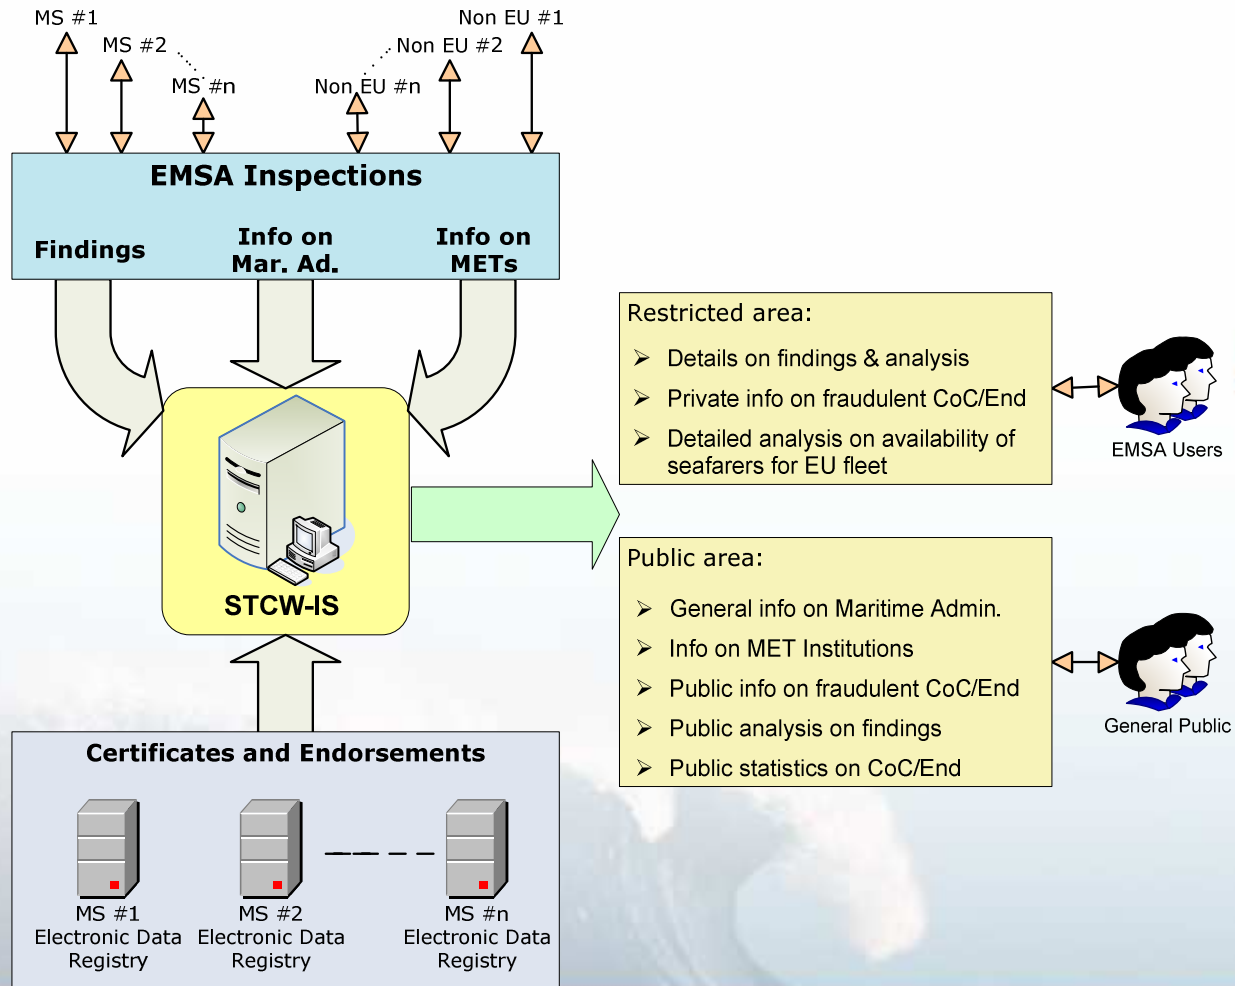 MS #1
Non EU #1
MS #2
Non EU #2
MS #n
Non EU #n
EMSA Inspections
Findings
Info on
Mar. Ad.
Info on
METs
STCW-IS
Restricted area:
➢ Details on findings & analysis
➢ Private info on fraudulent CoC/End
➢ Detailed analysis on availability of
seafarers for EU fleet
EMSA Users
Public area:
➢ General info on Maritime Admin.
➢ Info on MET Institutions
➢ Public info on fraudulent CoC/End
➢ Public analysis on findings
➢ Public statistics on CoC/End
General Public
Certificates and Endorsements
MS #1
Electronic Data
Registry
MS #2
Electronic Data
Registry
MS #n
Electronic Data
Registry